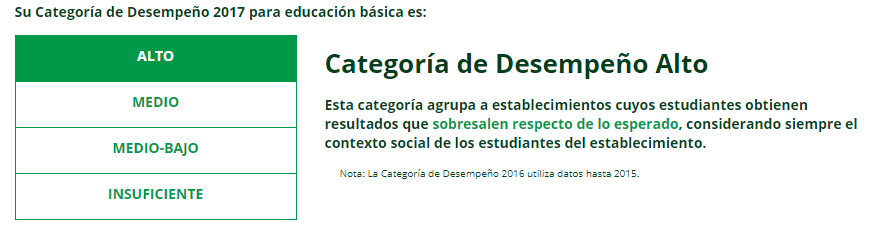 Su Categoría de Desempeño 2017 para educación básica es:
ALTO
MEDIO
MEDIO-BAJO
INSUFICIENTE
Categoría de Desempeño Alto
Esta categoría agrupa a establecimientos cuyos estudiantes obtienen
resultados que sobresalen respecto de lo esperado, considerando siempre el
contexto social de los estudiantes del establecimiento.
Nota: La Categoría de Desempeño 2016 utiliza datos hasta 2015.